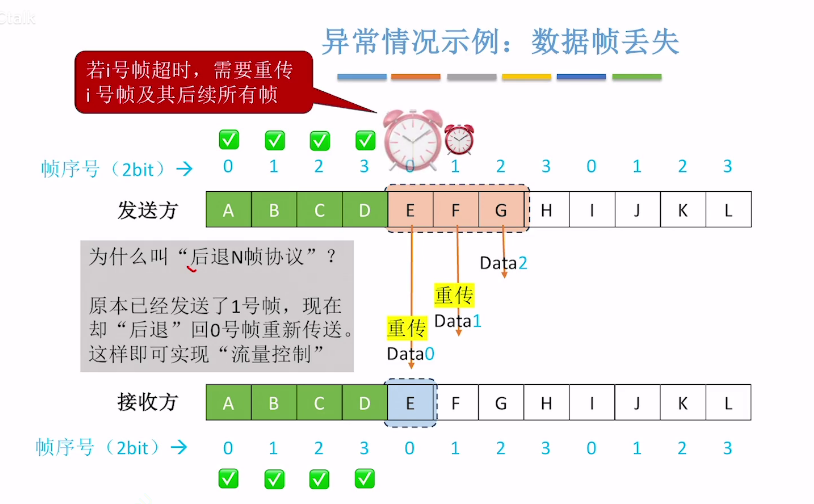 异常情况示例：数据帧丢失
若i号帧超时，需要重传
i 号帧及其后续所有帧
帧序号（2bit）→ 0 1 2 3 0 1 2 3 0 1 2 3
发送方 A B C D E F G H I J K L
为什么叫“后退N帧协议”？
原本已经发送了1号帧，现在
却“后退”回0号帧重新传送。
这样即可实现“流量控制”
Data2
重传
Data1
重传
Data0
接收方 A B C D E F G H I J K L
帧序号（2bit）→ 0 1 2 3 0 1 2 3 0 1 2 3